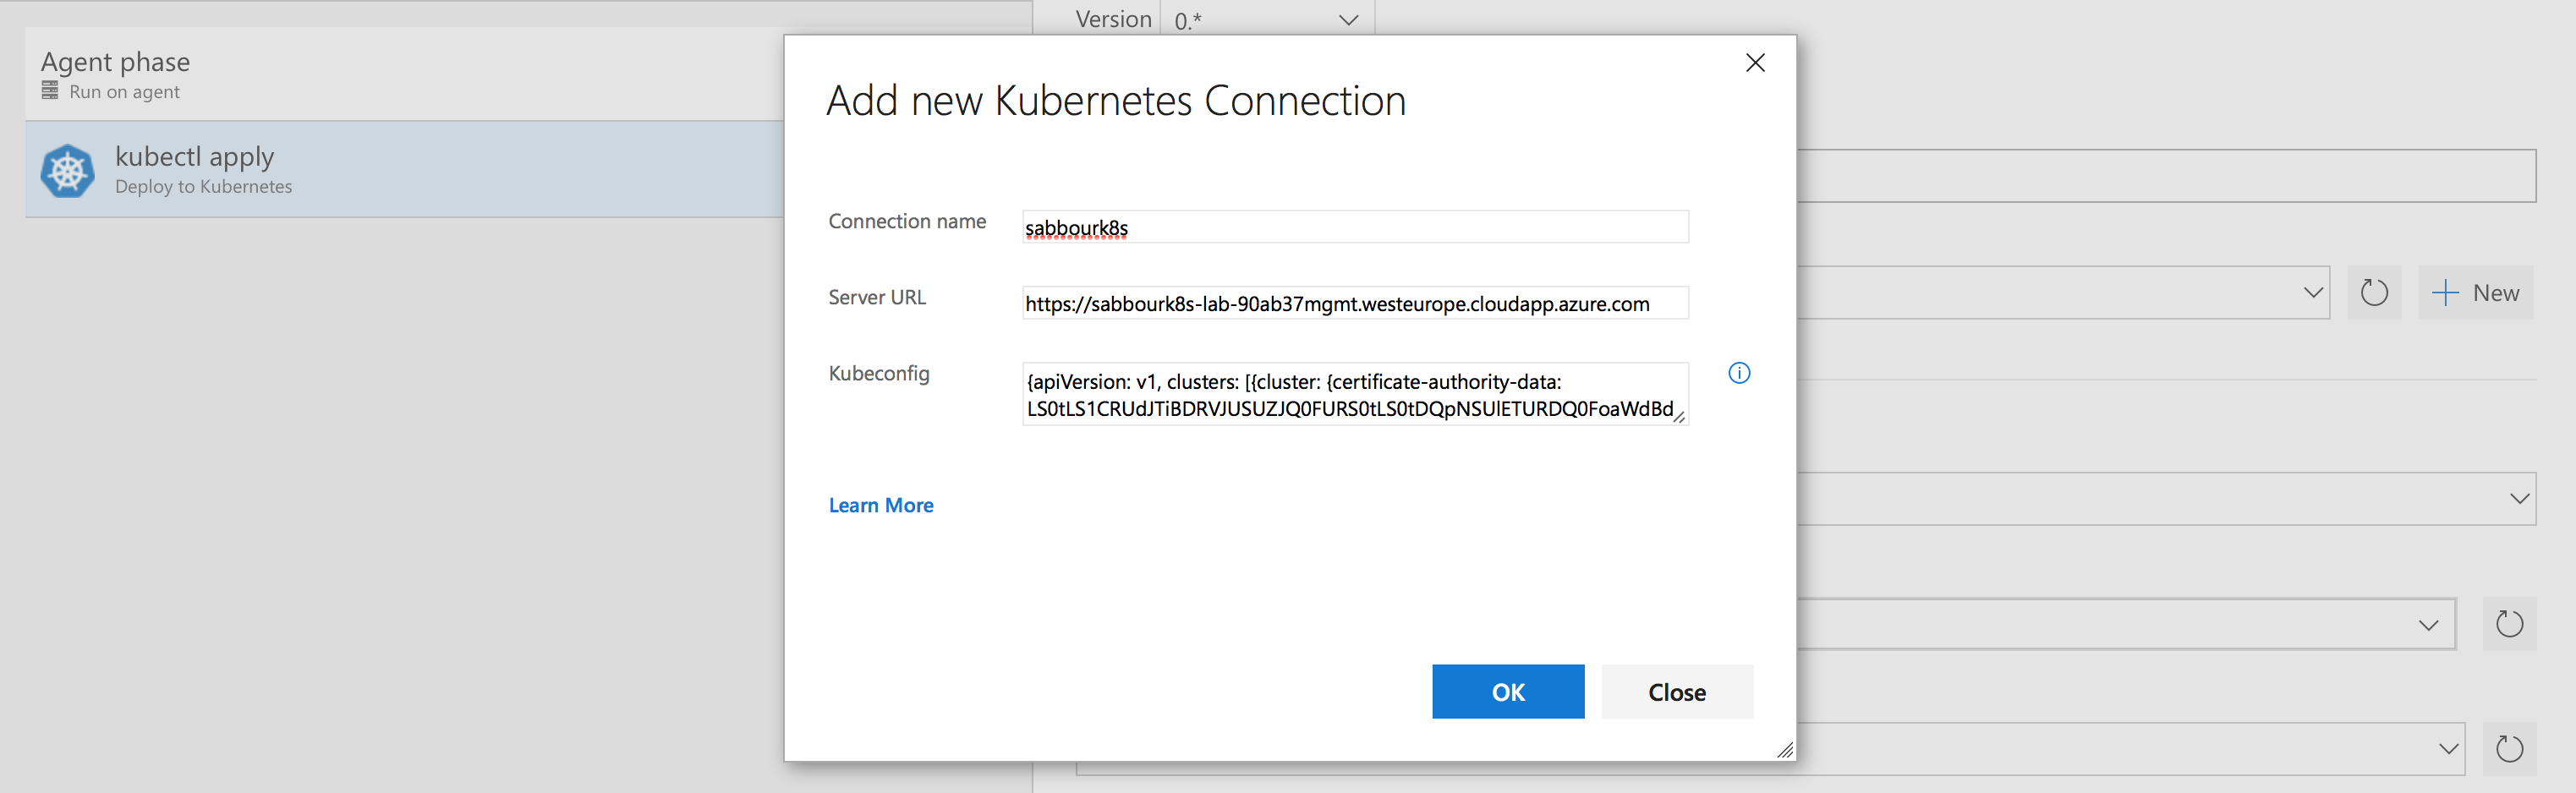 Version 0.*
Agent phase
Run on agent
kubectl apply
Deploy to Kubernetes
Add new Kubernetes Connection
Connection name
sabbourk8s
Server URL
https://sabbourk8s-lab-90ab37mgmt.westeurope.cloudapp.azure.com
Kubeconfig
{apiVersion: v1, clusters: [{cluster: {certificate-authority-data:
LS0tLS1CRUdJTiBDRVJUSUZJQ0FURS0tLS0tDQpNSUlETURDQ0FoaWdBd
Learn More
OK
Close
New